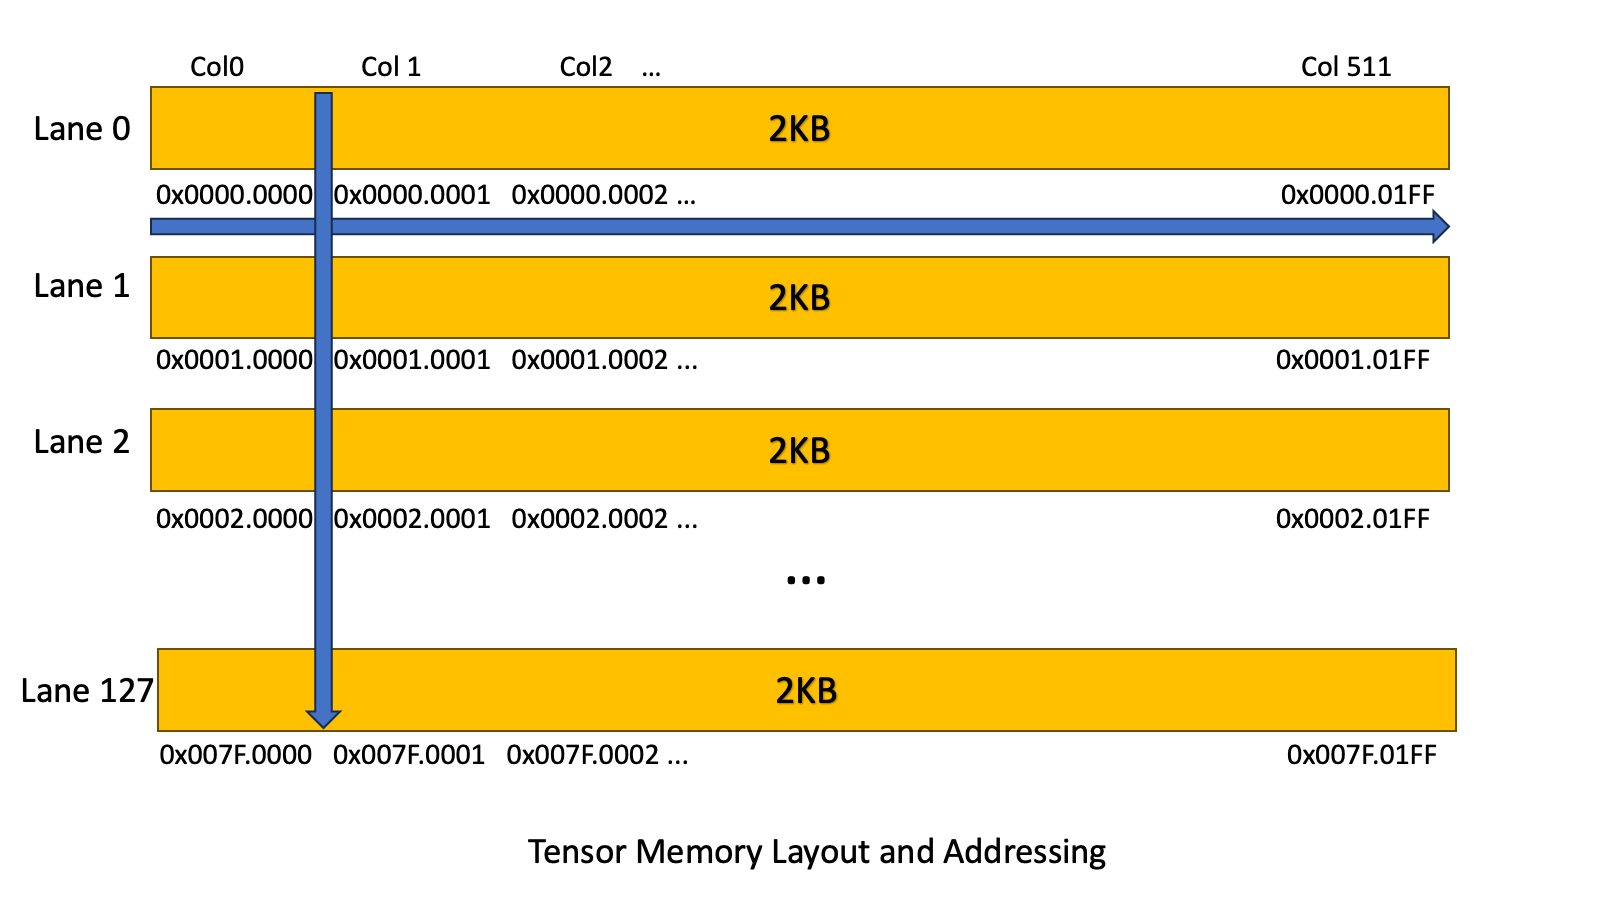 Col0 Col 1 Col2 ... Col 511
Lane 0 2KB
0x0000.0000 0x0000.0001 0x0000.0002 ... 0x0000.01FF
Lane 1 2KB
0x0001.0000 0x0001.0001 0x0001.0002 ... 0x0001.01FF
Lane 2 2KB
0x0002.0000 0x0002.0001 0x0002.0002 ... 0x0002.01FF
...
Lane 127 2KB
0x007F.0000 0x007F.0001 0x007F.0002 ... 0x007F.01FF
Tensor Memory Layout and Addressing